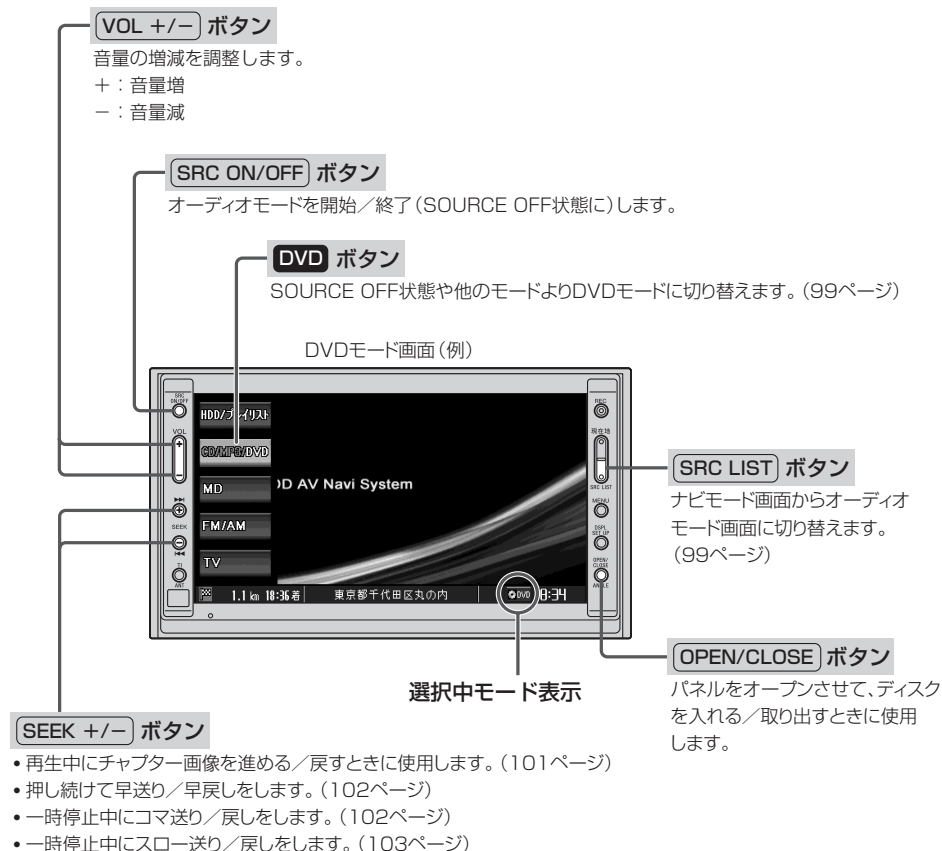 VOL +/− ボタン
音量の増減を調整します。
＋：音量増
−：音量減
SRC ON/OFF ボタン
オーディオモードを開始／終了（SOURCE OFF状態に）します。
DVD ボタン
SOURCE OFF状態や他のモードよりDVDモードに切り替えます。（99ページ）
DVDモード画面（例）
SRC
ON/OFF
VOL
+
−
SEEK
TI
ANT
HDD/プレイリスト
CD/MP3/DVD
MD
FM/AM
TV
DD AV Navi System
1.1 km 18:36着
東京都千代田区丸の内
DVD
8:34
REC
現在地
SRC LIST
MENU
DSPL
SET UP
OPEN/
CLOSE
ANGLE
SRC LIST ボタン
ナビモード画面からオーディオ
モード画面に切り替えます。
（99ページ）
選択中モード表示
OPEN/CLOSE ボタン
パネルをオープンさせて、ディスク
を入れる／取り出すときに使用
します。
SEEK +/− ボタン
•再生中にチャプター画像を進める／戻すときに使用します。（101ページ）
•押し続けて早送り／早戻しをします。（102ページ）
•一時停止中にコマ送り／戻しをします。（102ページ）
•一時停止中にスロー送り／戻しをします。（103ページ）